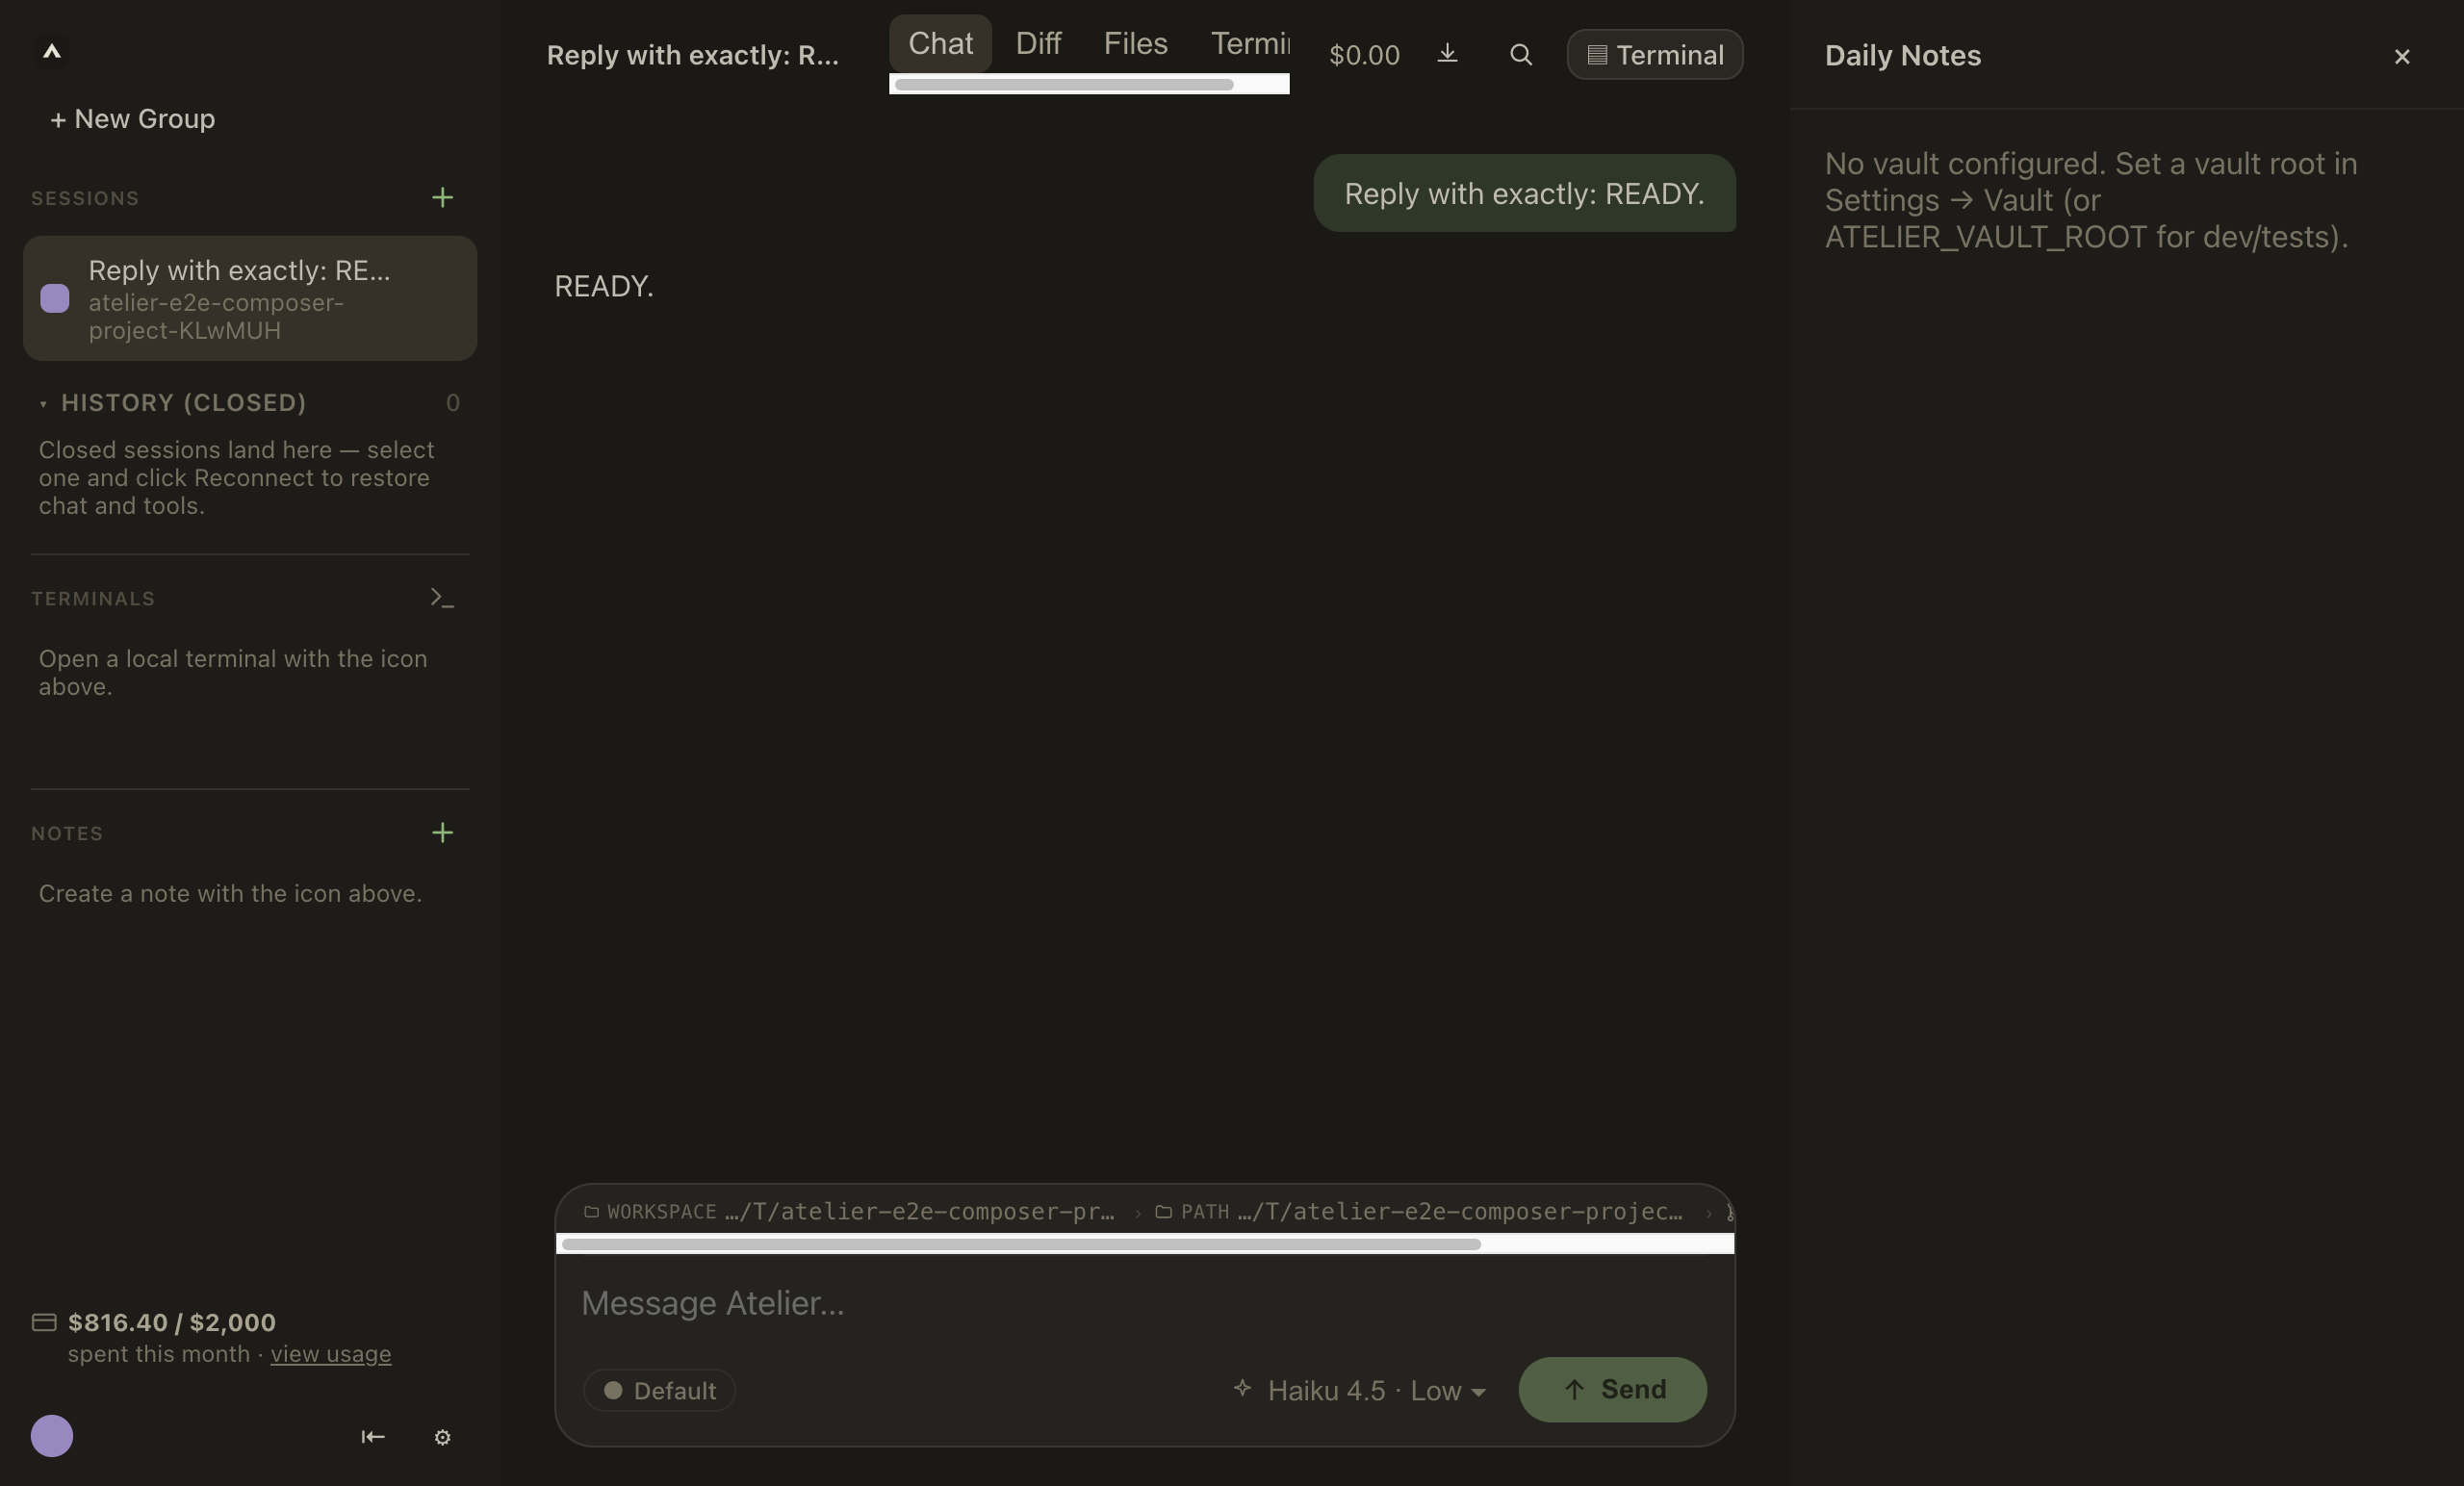 + New Group
SESSIONS
Reply with exactly: RE...
atelier-e2e-composer-
project-KLwMUH
HISTORY (CLOSED) 0
Closed sessions land here — select
one and click Reconnect to restore
chat and tools.
TERMINALS
Open a local terminal with the icon
above.
NOTES
Create a note with the icon above.
$816.40 / $2,000
spent this month · view usage
Reply with exactly: R...
Chat Diff Files Termi
$0.00
Terminal
Reply with exactly: READY.
READY.
WORKSPACE …/T/atelier-e2e-composer-pr… › PATH …/T/atelier-e2e-composer-projec… ›
Message Atelier...
Default
Haiku 4.5 · Low
Send
Daily Notes
No vault configured. Set a vault root in
Settings → Vault (or
ATELIER_VAULT_ROOT for dev/tests).